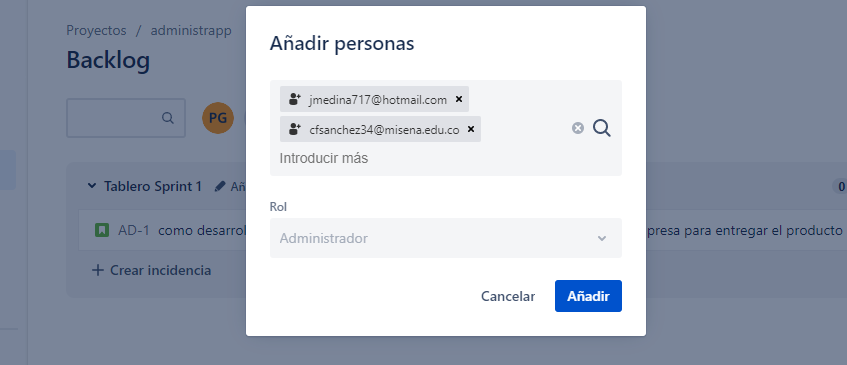 Proyectos / administrapp
Backlog
PG
Tablero Sprint 1
Añ
0
AD-1 como desarrol
presa para entregar el producto
Crear incidencia
Añadir personas
jmedina717@hotmail.com
cfsanchez34@misena.edu.co
Introducir más
Rol
Administrador
Cancelar
Añadir